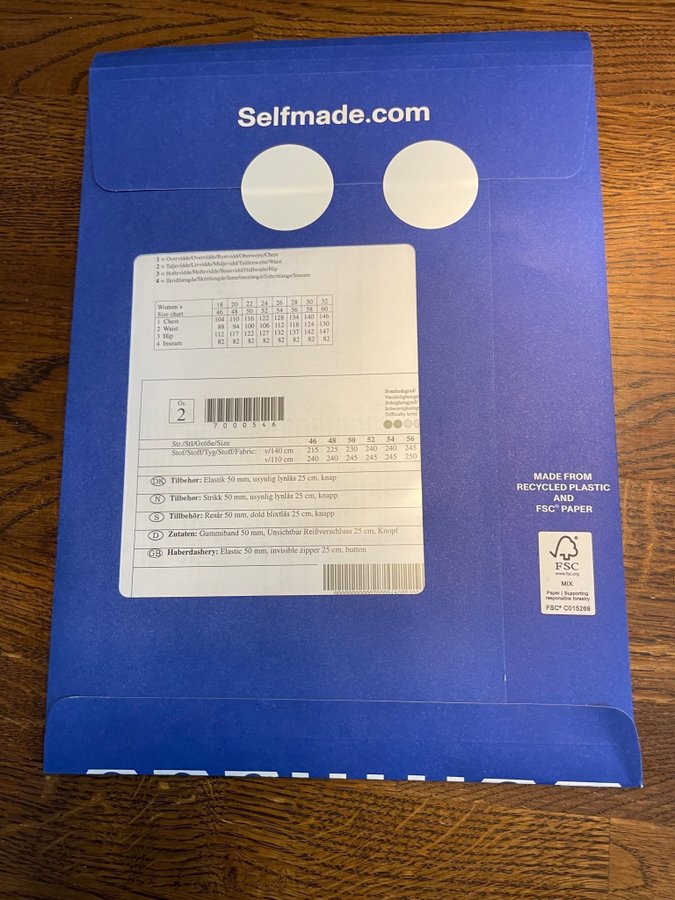 Selfmade.com
1 = Overvidde/Overvidde/Bystvidd/Oberweite/Chest
2 = Taljevidde/Livvidde/Midjevidd/Taillenweite/Waist
3 = Hoftevidde/Hoftevidde/Stussvidd/Hüftweite/Hip
4 = Skridtlængde/Skrittlengde/Innerbenslängd/Schrittlänge/Inseam
Women's 18 20 22 24 26 28 30 32
Size chart 46 48 50 52 54 56 58 60
1 Chest 104 110 116 122 128 134 140 146
2 Waist 88 94 100 106 112 118 124 130
3 Hip 112 117 122 127 132 137 142 147
4 Inseam 82 82 82 82 82 82 82 82
Gr.
2
7000546
Sværhedsgrad/
Vanskelighetsgr
Svårighetsgrad
Schwierigkeitsg
Difficulty level
Str./Stl/Größe/Size 46 48 50 52 54 56
Stof/Stoff/Tyg/Stoff/Fabric: v/140 cm 215 225 230 240 240 245
v/110 cm 240 240 245 245 245 250
DK Tilbehør: Elastik 50 mm, usynlig lynlås 25 cm, knap
N Tilbehør: Strikk 50 mm, usynlig lynlås 25 cm, knapp
S Tillbehör: Resår 50 mm, dold blixtlås 25 cm, knapp
D Zutaten: Gummiband 50 mm, Unsichtbar Reißverschluss 25 cm, Knopf
GB Haberdashery: Elastic 50 mm, invisible zipper 25 cm, button
MADE FROM
RECYCLED PLASTIC
AND
FSC® PAPER
FSC
www.fsc.org
MIX
Paper | Supporting
responsible forestry
FSC® C015269